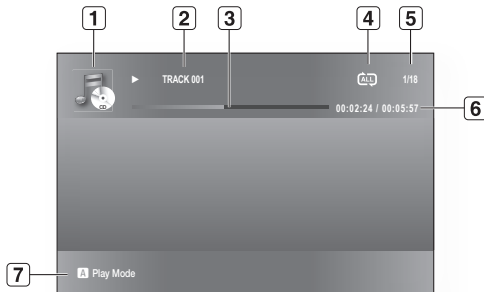 1 2 3 4 5
TRACK 001 ALL 1/18
CD
00:02:24 / 00:05:57 6
7 A Play Mode